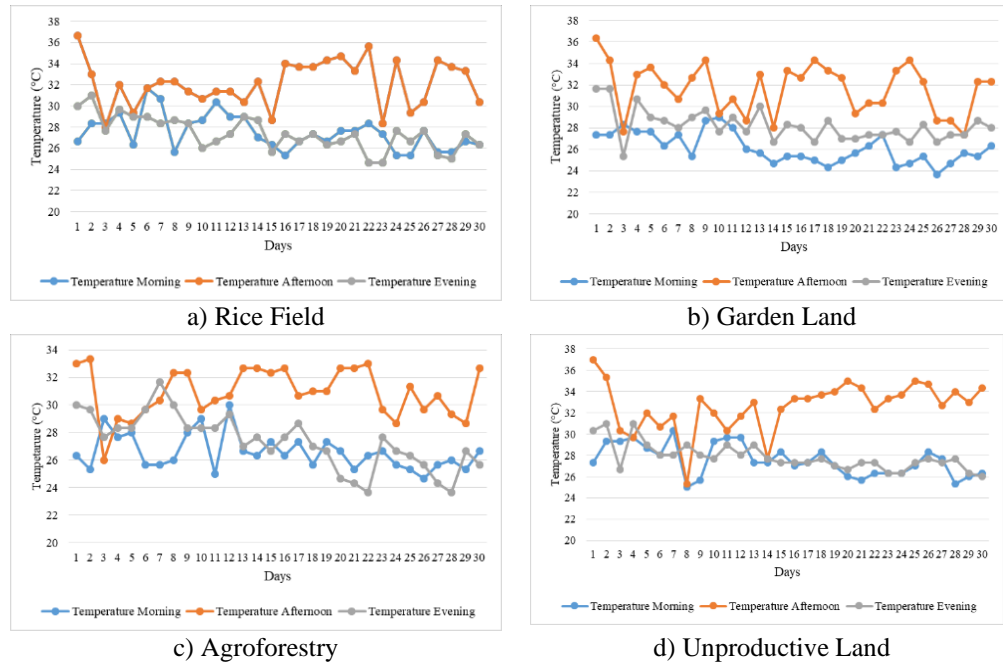 38
36
34
32
30
28
26
24
22
20
Temperature (°C)
1 2 3 4 5 6 7 8 9 10 11 12 13 14 15 16 17 18 19 20 21 22 23 24 25 26 27 28 29 30
Days
Temperature Morning Temperature Afternoon Temperature Evening
a) Rice Field
38
36
34
32
30
28
26
24
22
20
Temperature (°C)
1 2 3 4 5 6 7 8 9 10 11 12 13 14 15 16 17 18 19 20 21 22 23 24 25 26 27 28 29 30
Days
Temperature Morning Temperature Afternoon Temperature Evening
b) Garden Land
34
32
30
28
26
24
22
20
(°C)
1 2 3 4 5 6 7 8 9 10 11 12 13 14 15 16 17 18 19 20 21 22 23 24 25 26 27 28 29 30
Days
Temperature Morning Temperature Afternoon Temperature Evening
c) Agroforestry
38
36
34
32
30
28
26
24
22
20
Temperature (°C)
1 2 3 4 5 6 7 8 9 10 11 12 13 14 15 16 17 18 19 20 21 22 23 24 25 26 27 28 29 30
Days
Temperature Morning Temperature Afternoon Temperature Evening
d) Unproductive Land